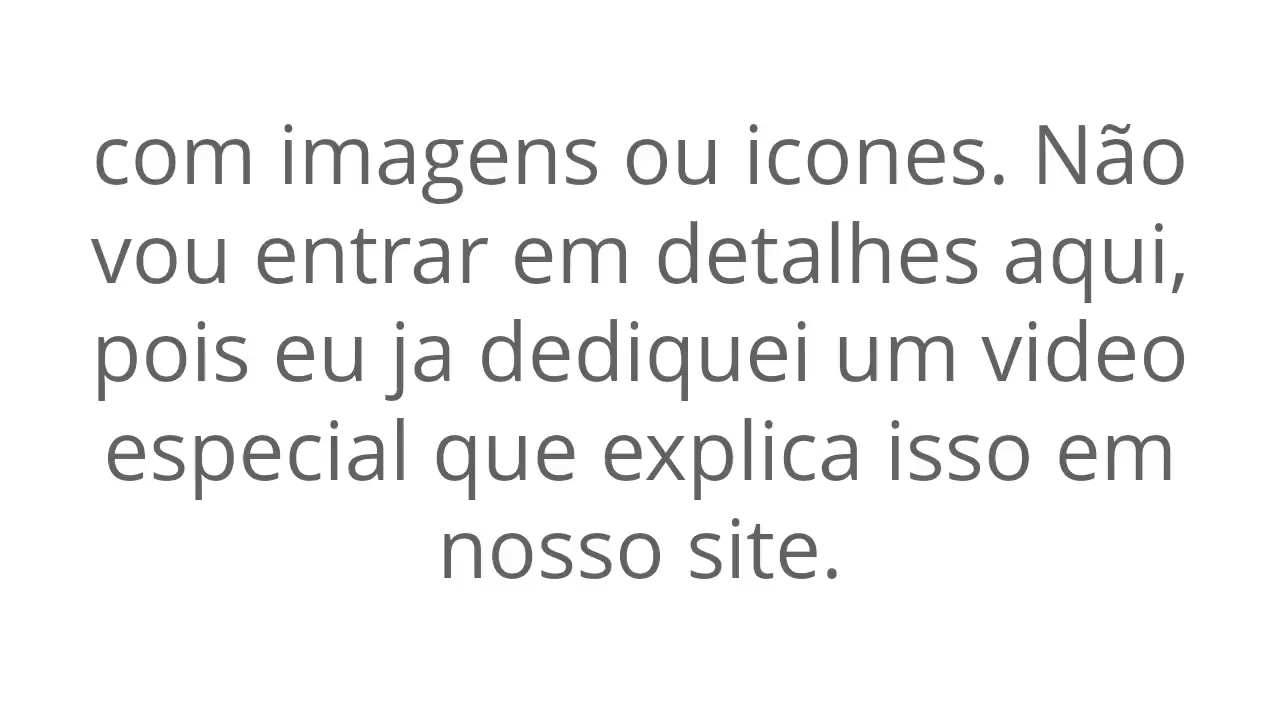 com imagens ou icones. Não
vou entrar em detalhes aqui,
pois eu ja dediquei um video
especial que explica isso em
nosso site.